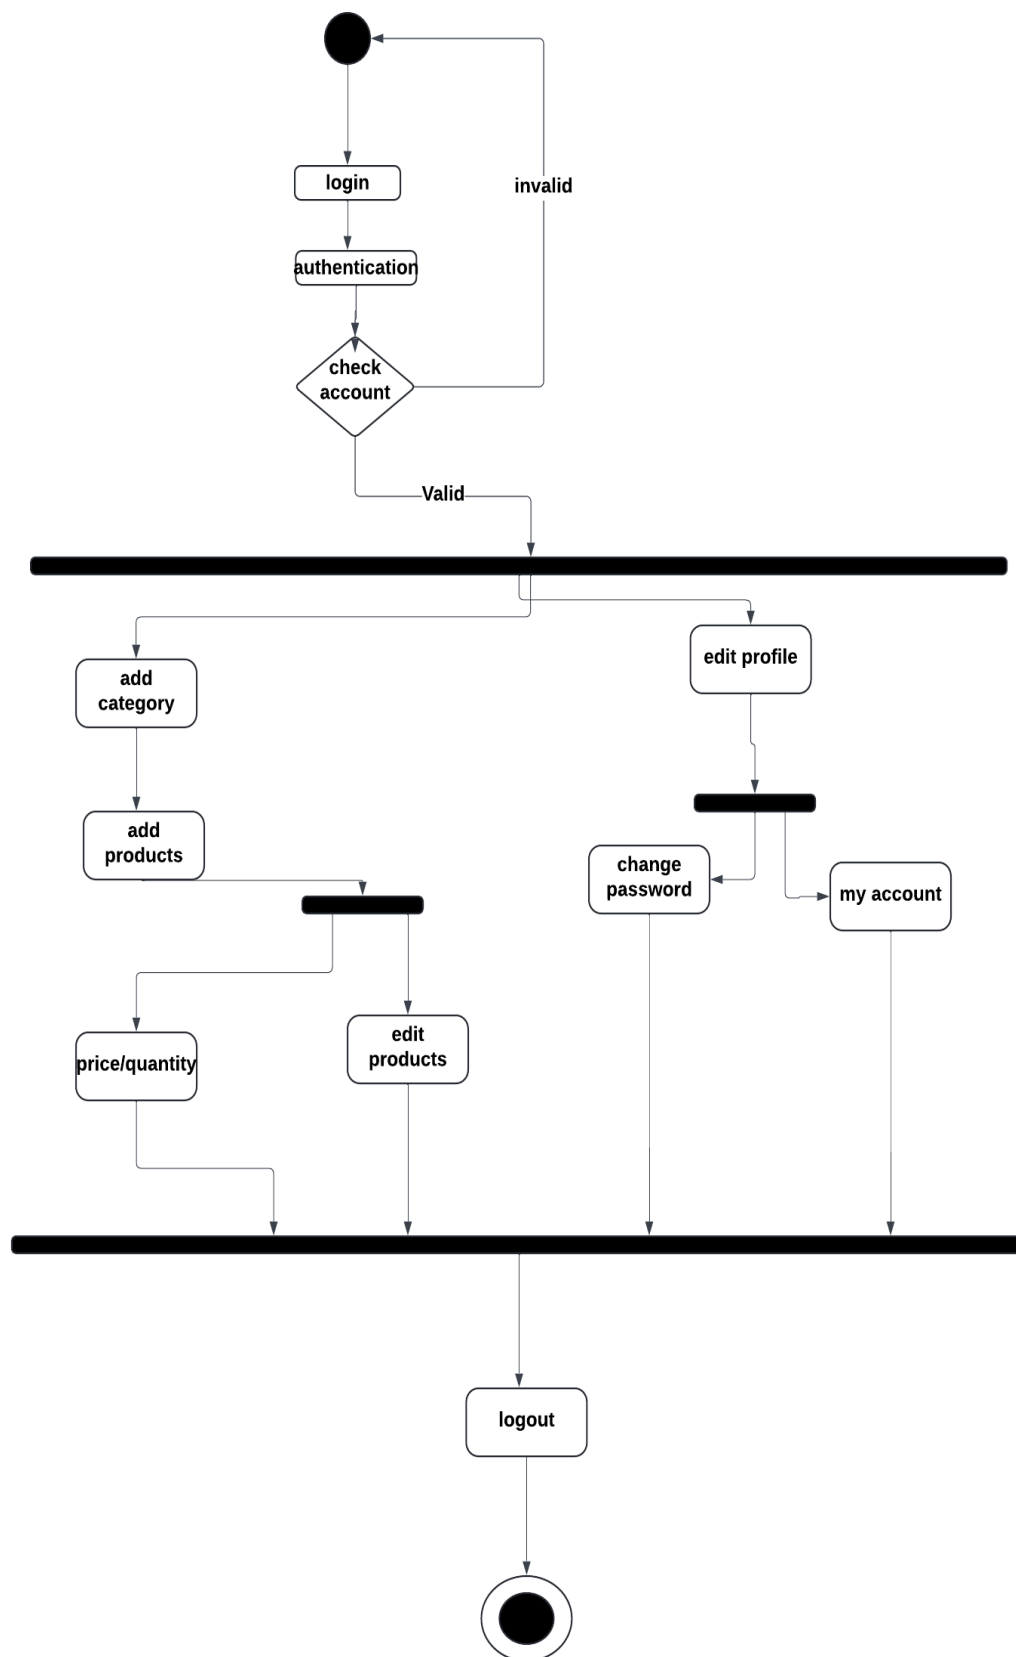 login
invalid
authentication
check
account
Valid
edit profile
add
category
add
products
change
password
my account
edit
products
price/quantity
logout